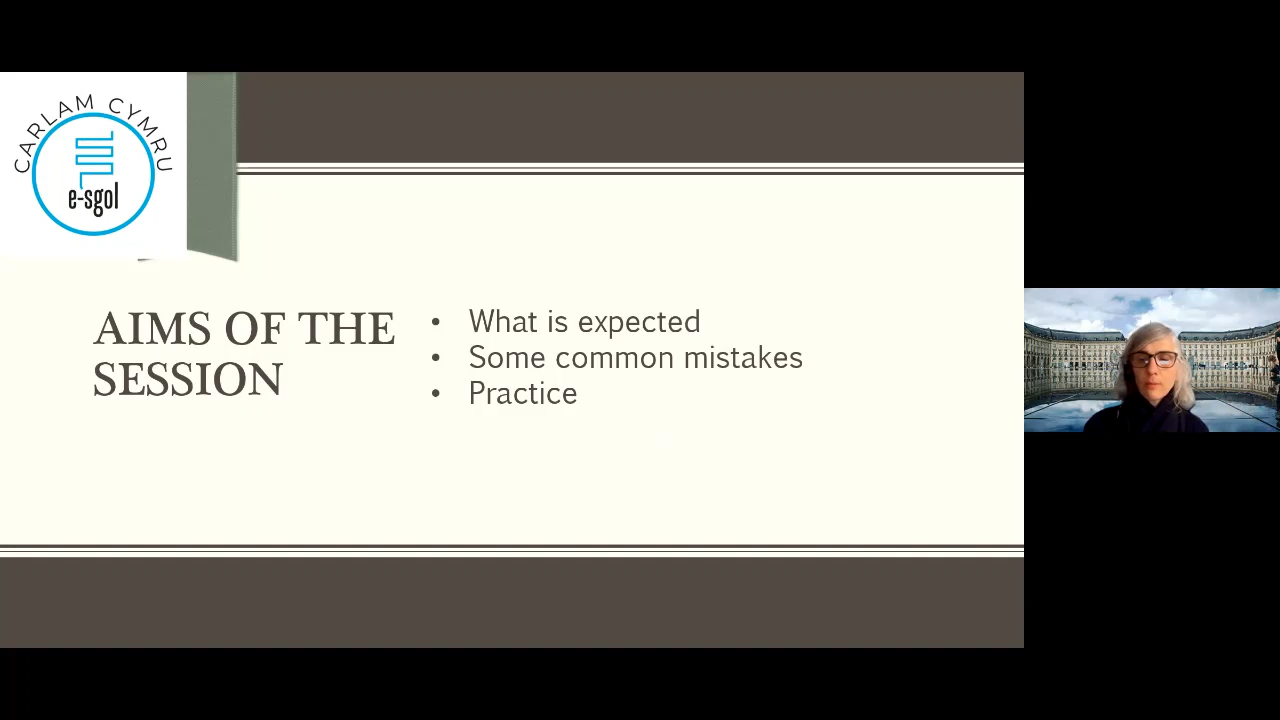 CARLAM CYMRU
e-sgol
AIMS OF THE
SESSION
• What is expected
• Some common mistakes
• Practice